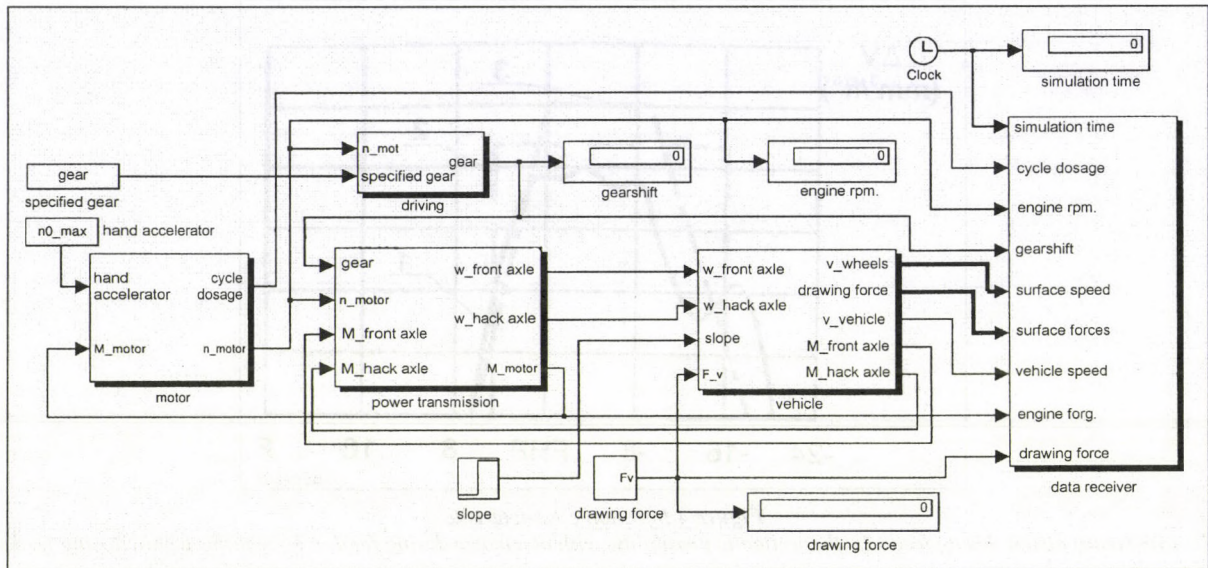 0
Clock
simulation time
simulation time
n_mot
gear
specified gear
driving
0
gearshift
0
engine rpm.
cycle dosage
engine rpm.
gearshift
surface speed
surface forces
vehicle speed
engine forg.
drawing force
data receiver
gear
specified gear
n0_max
hand accelerator
hand
accelerator
cycle
dosage
M_motor
n_motor
motor
gear
n_motor
M_front axle
M_hack axle
w_front axle
w_hack axle
M_motor
power transmission
w_front axle
w_hack axle
slope
F_v
v_wheels
drawing force
v_vehicle
M_front axle
M_hack axle
vehicle
slope
Fv
drawing force
0
drawing force